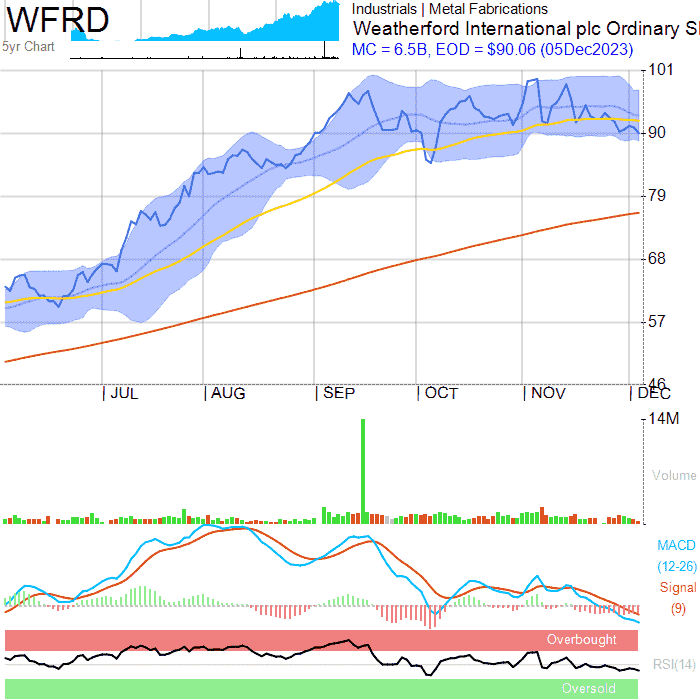 WFRD
5yr Chart
Industrials | Metal Fabrications
Weatherford International plc Ordinary
MC = 6.5B, EOD = $90.06 (05Dec2023)
101
90
79
68
57
46
JUL AUG SEP OCT NOV DEC
14M
Volume
MACD
(12-26)
Signal
(9)
Overbought
RSI(14)
Oversold